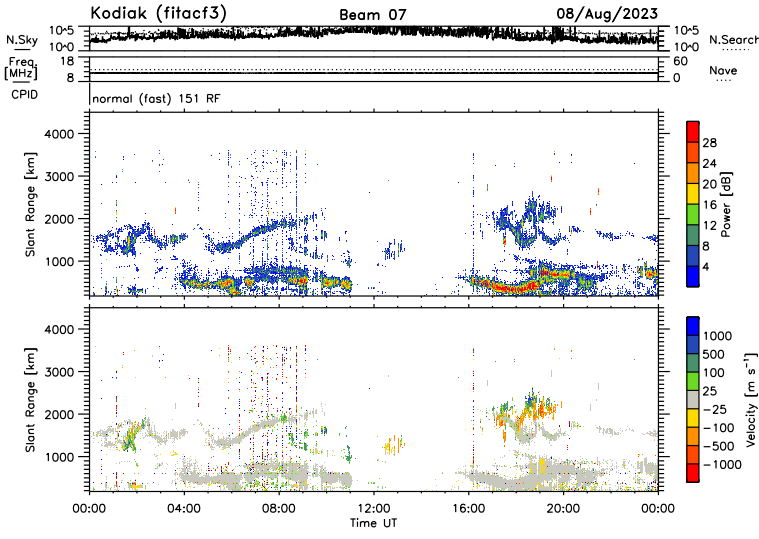 Kodiak (fitacf3) Beam 07 08/Aug/2023
N.Sky 10^5 10^0 10^5 10^0 N.Search
Freq. [MHz] 18 8 60 0 Nave
CPID normal (fast) 151 RF
Slant Range [km] 4000 3000 2000 1000
28 24 20 16 12 8 4 Power [dB]
Slant Range [km] 4000 3000 2000 1000
1000 500 100 25 -25 -100 -500 -1000 Velocity [m s⁻¹]
00:00 04:00 08:00 12:00 16:00 20:00 00:00
Time UT